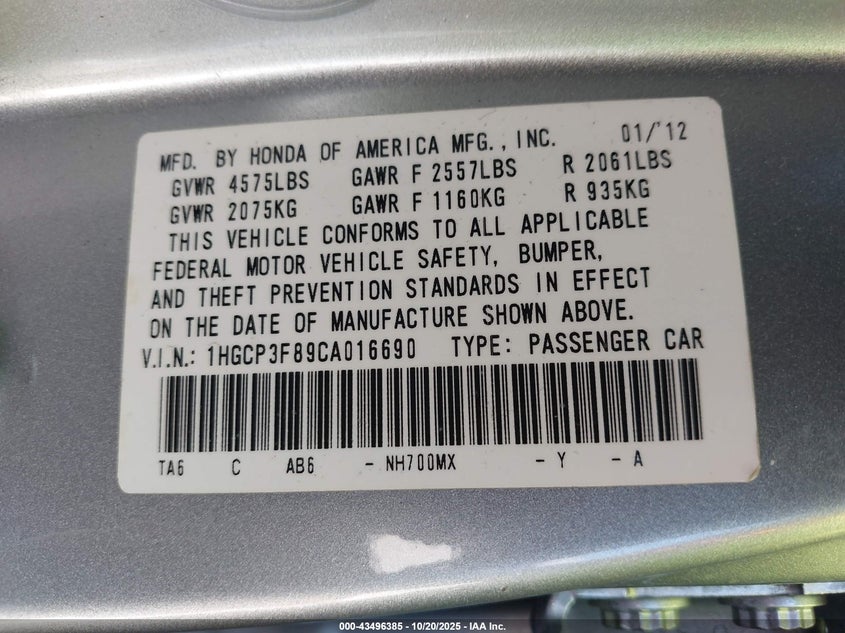 MFD. BY HONDA OF AMERICA MFG., INC. 01/'12
GVWR 4575LBS GAWR F 2557LBS R 2061LBS
GVWR 2075KG GAWR F 1160KG R 935KG
THIS VEHICLE CONFORMS TO ALL APPLICABLE
FEDERAL MOTOR VEHICLE SAFETY, BUMPER,
AND THEFT PREVENTION STANDARDS IN EFFECT
ON THE DATE OF MANUFACTURE SHOWN ABOVE.
V.I.N.: 1HGCP3F89CA016690 TYPE: PASSENGER CAR
TA6 C AB6 - NH700MX - Y - A
000-43496385 - 10/20/2025 - IAA Inc.